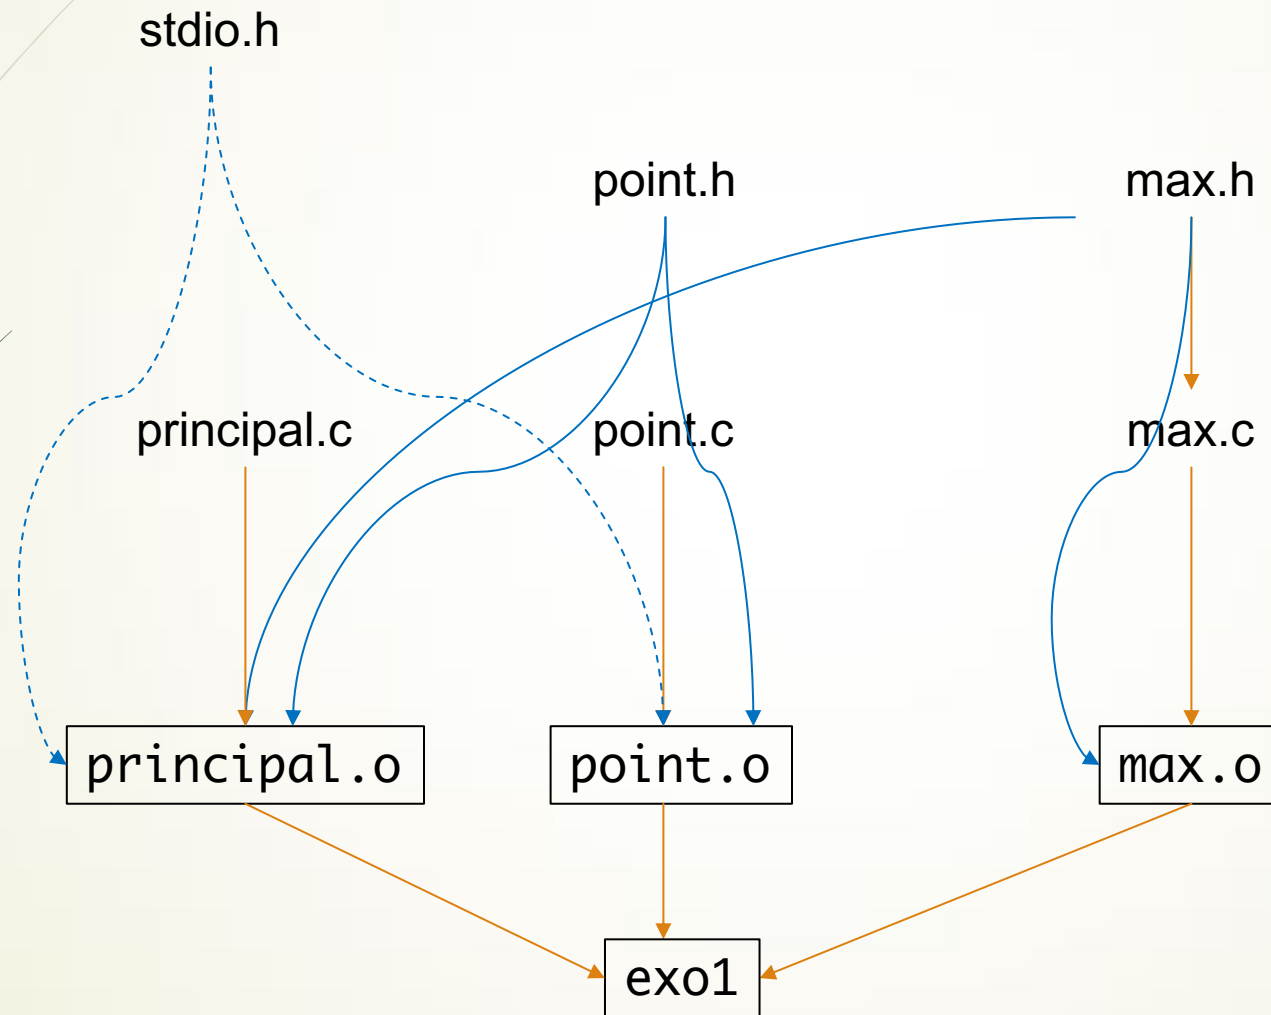 stdio.h
point.h
max.h
principal.c
point.c
max.c
principal.o
point.o
max.o
exo1